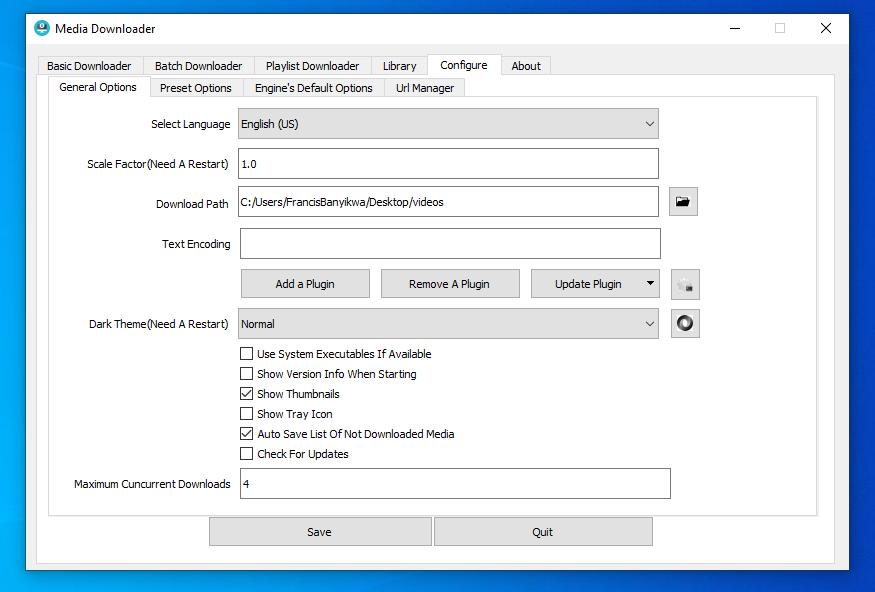 Media Downloader
Basic Downloader Batch Downloader Playlist Downloader Library Configure About
General Options Preset Options Engine's Default Options Url Manager
Select Language English (US)
Scale Factor(Need A Restart) 1.0
Download Path C:/Users/FrancisBanyikwa/Desktop/videos
Text Encoding
Add a Plugin Remove A Plugin Update Plugin
Dark Theme(Need A Restart) Normal
Use System Executables If Available
Show Version Info When Starting
Show Thumbnails
Show Tray Icon
Auto Save List Of Not Downloaded Media
Check For Updates
Maximum Cuncurrent Downloads 4
Save Quit